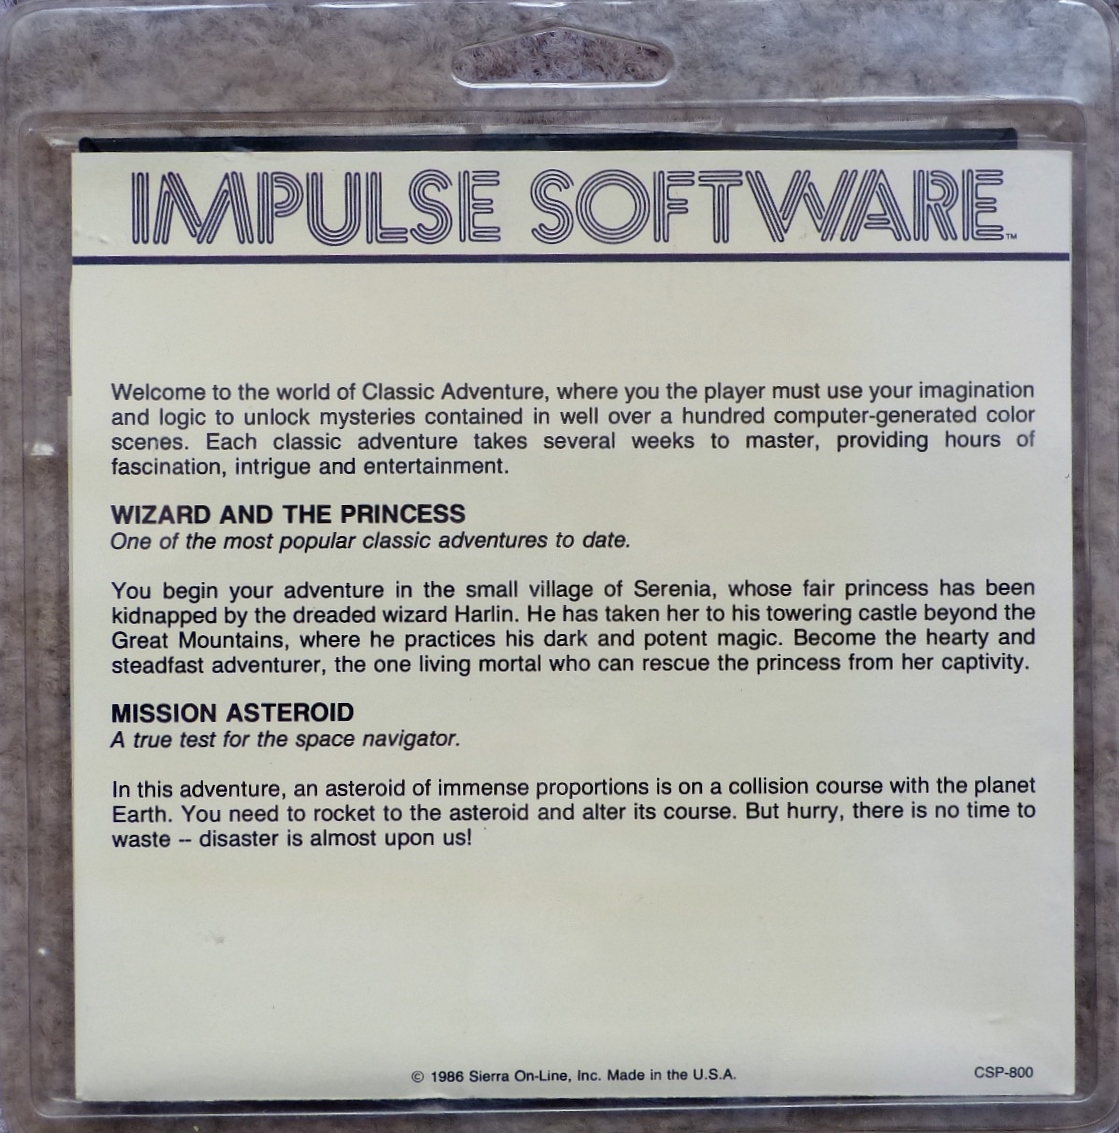 IMPULSE SOFTWARE™
Welcome to the world of Classic Adventure, where you the player must use your imagination
and logic to unlock mysteries contained in well over a hundred computer-generated color
scenes. Each classic adventure takes several weeks to master, providing hours of
fascination, intrigue and entertainment.
WIZARD AND THE PRINCESS
One of the most popular classic adventures to date.
You begin your adventure in the small village of Serenia, whose fair princess has been
kidnapped by the dreaded wizard Harlin. He has taken her to his towering castle beyond the
Great Mountains, where he practices his dark and potent magic. Become the hearty and
steadfast adventurer, the one living mortal who can rescue the princess from her captivity.
MISSION ASTEROID
A true test for the space navigator.
In this adventure, an asteroid of immense proportions is on a collision course with the planet
Earth. You need to rocket to the asteroid and alter its course. But hurry, there is no time to
waste -- disaster is almost upon us!
© 1986 Sierra On-Line, Inc. Made in the U.S.A.
CSP-800